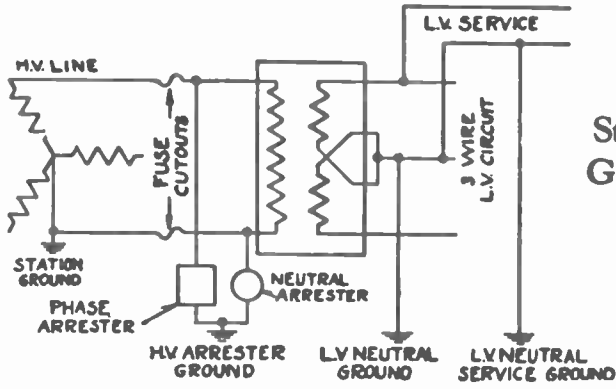 L.V. SERVICE
H.V. LINE
FUSE
CUTOUTS
3 WIRE
L.V. CIRCUIT
STATION
GROUND
PHASE
ARRESTER
NEUTRAL
ARRESTER
H.V. ARRESTER
GROUND
L.V. NEUTRAL
GROUND
L.V. NEUTRAL
SERVICE GROUND
S
G